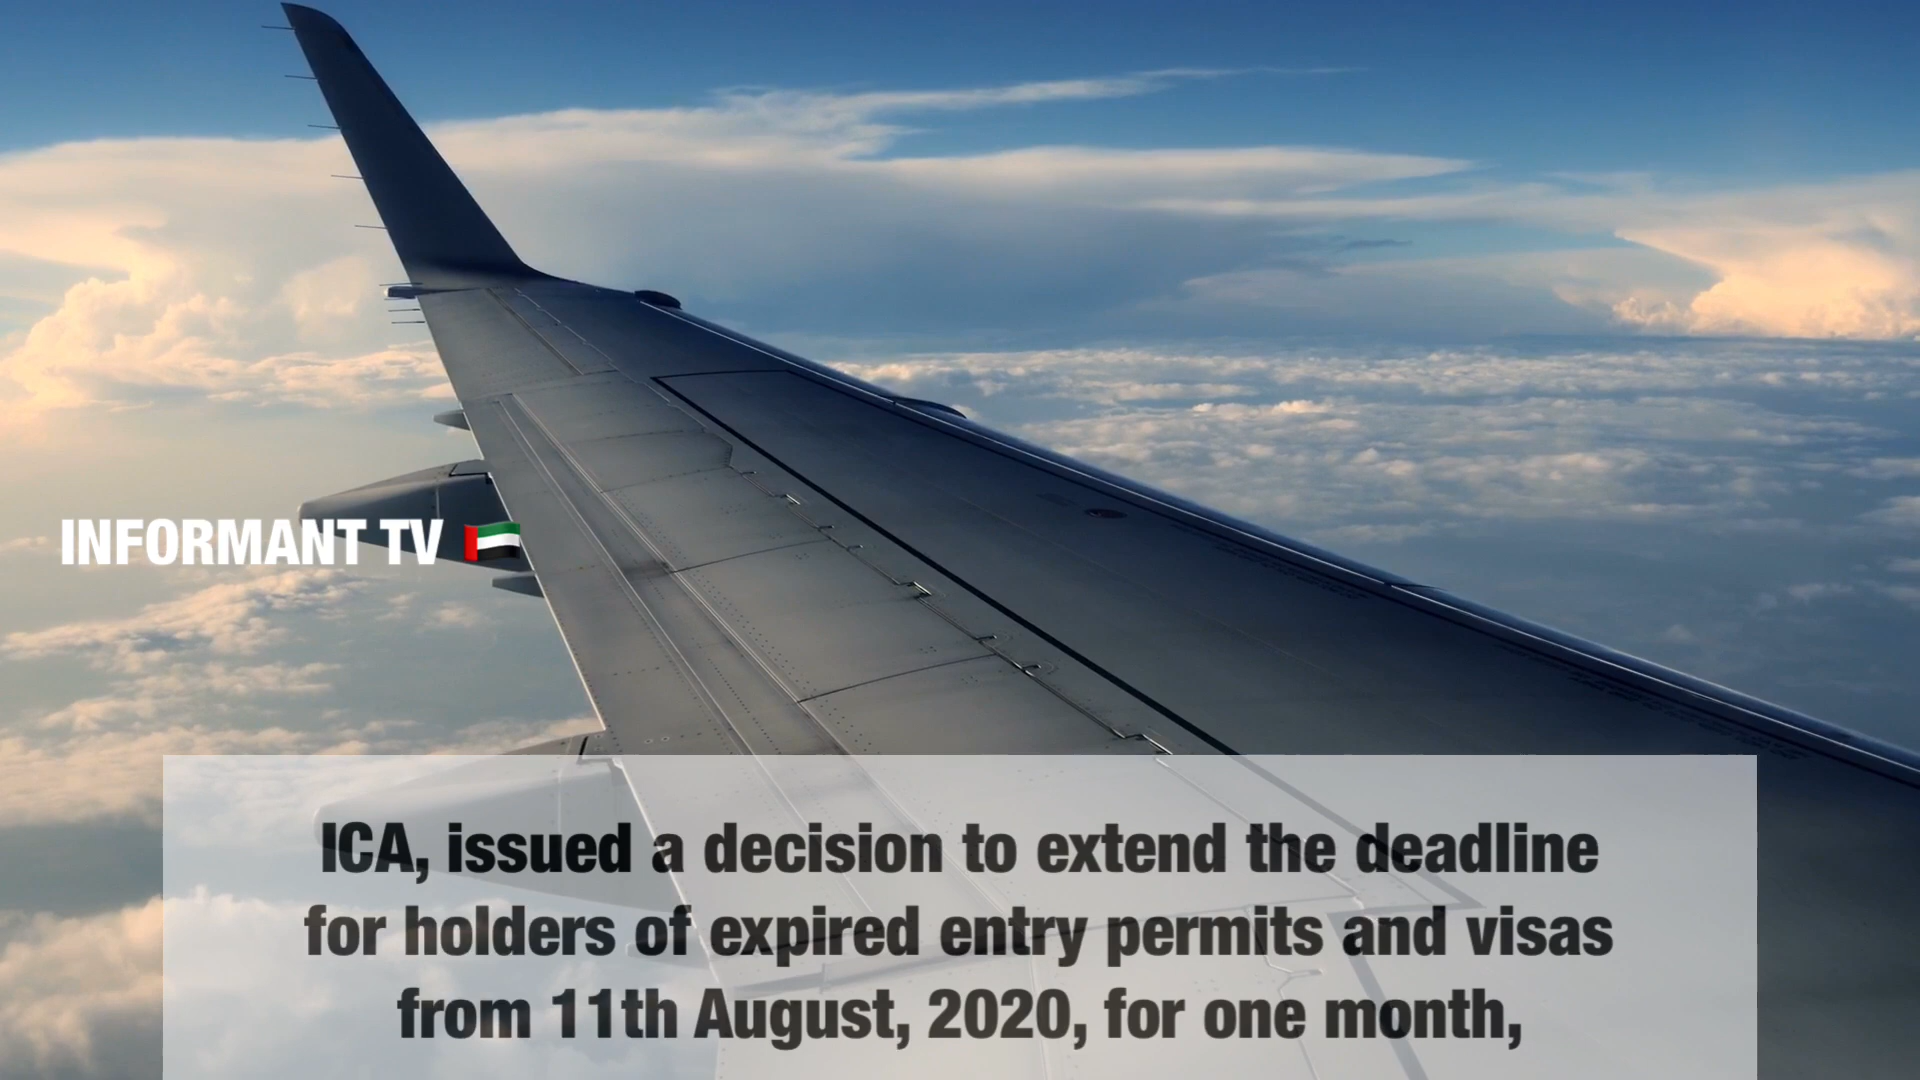 INFORMANT TV 🇦🇪
ICA, issued a decision to extend the deadline
for holders of expired entry permits and visas
from 11th August, 2020, for one month,